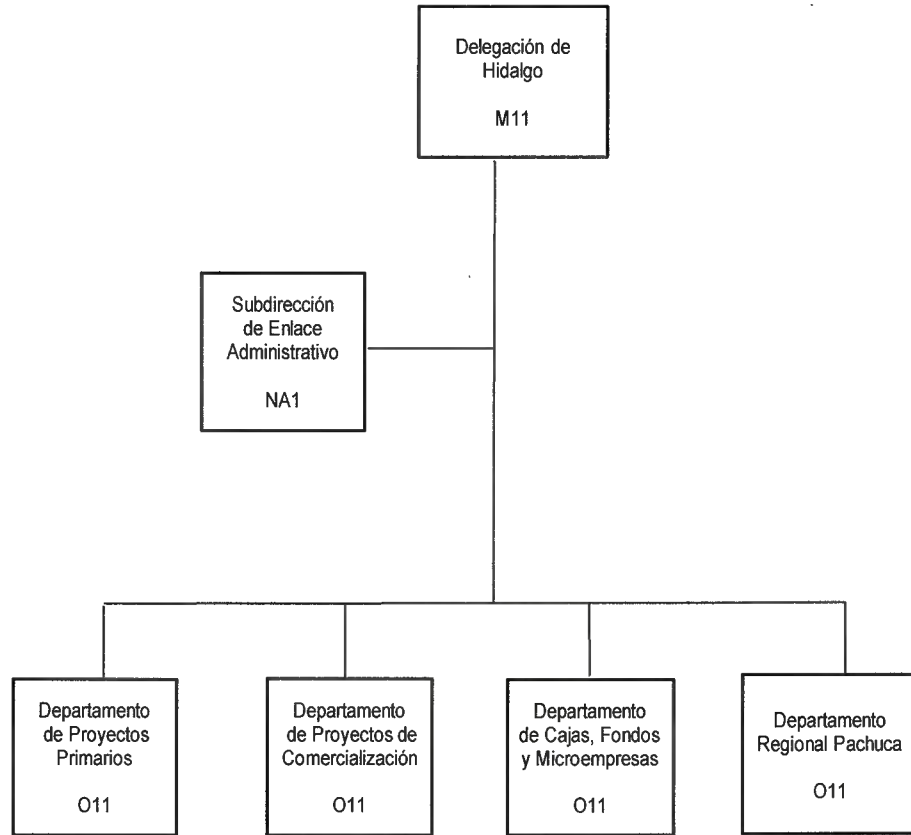 Delegación de
Hidalgo
M11
Subdirección
de Enlace
Administrativo
NA1
Departamento
de Proyectos
Primarios
O11
Departamento
de Proyectos de
Comercialización
O11
Departamento
de Cajas, Fondos
y Microempresas
O11
Departamento
Regional Pachuca
O11